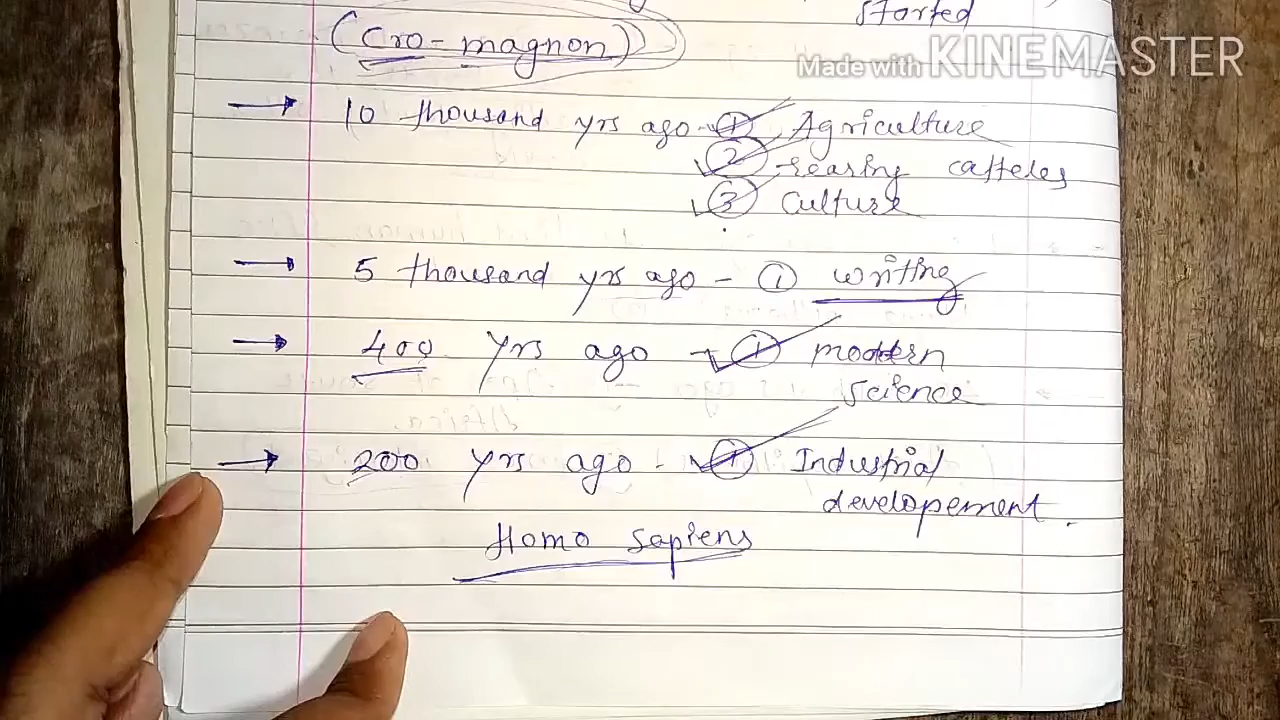 started
(Cro-magnon)
Made with KINEMASTER
→ 10 thousand yrs ago - ① Agriculture
② rearing catteles
③ Culture
→ 5 thousand yrs ago - ① writing
→ 400 yrs ago - ① modern
Science
→ 200 yrs ago - ① Industrial
developement.
Homo sapiens